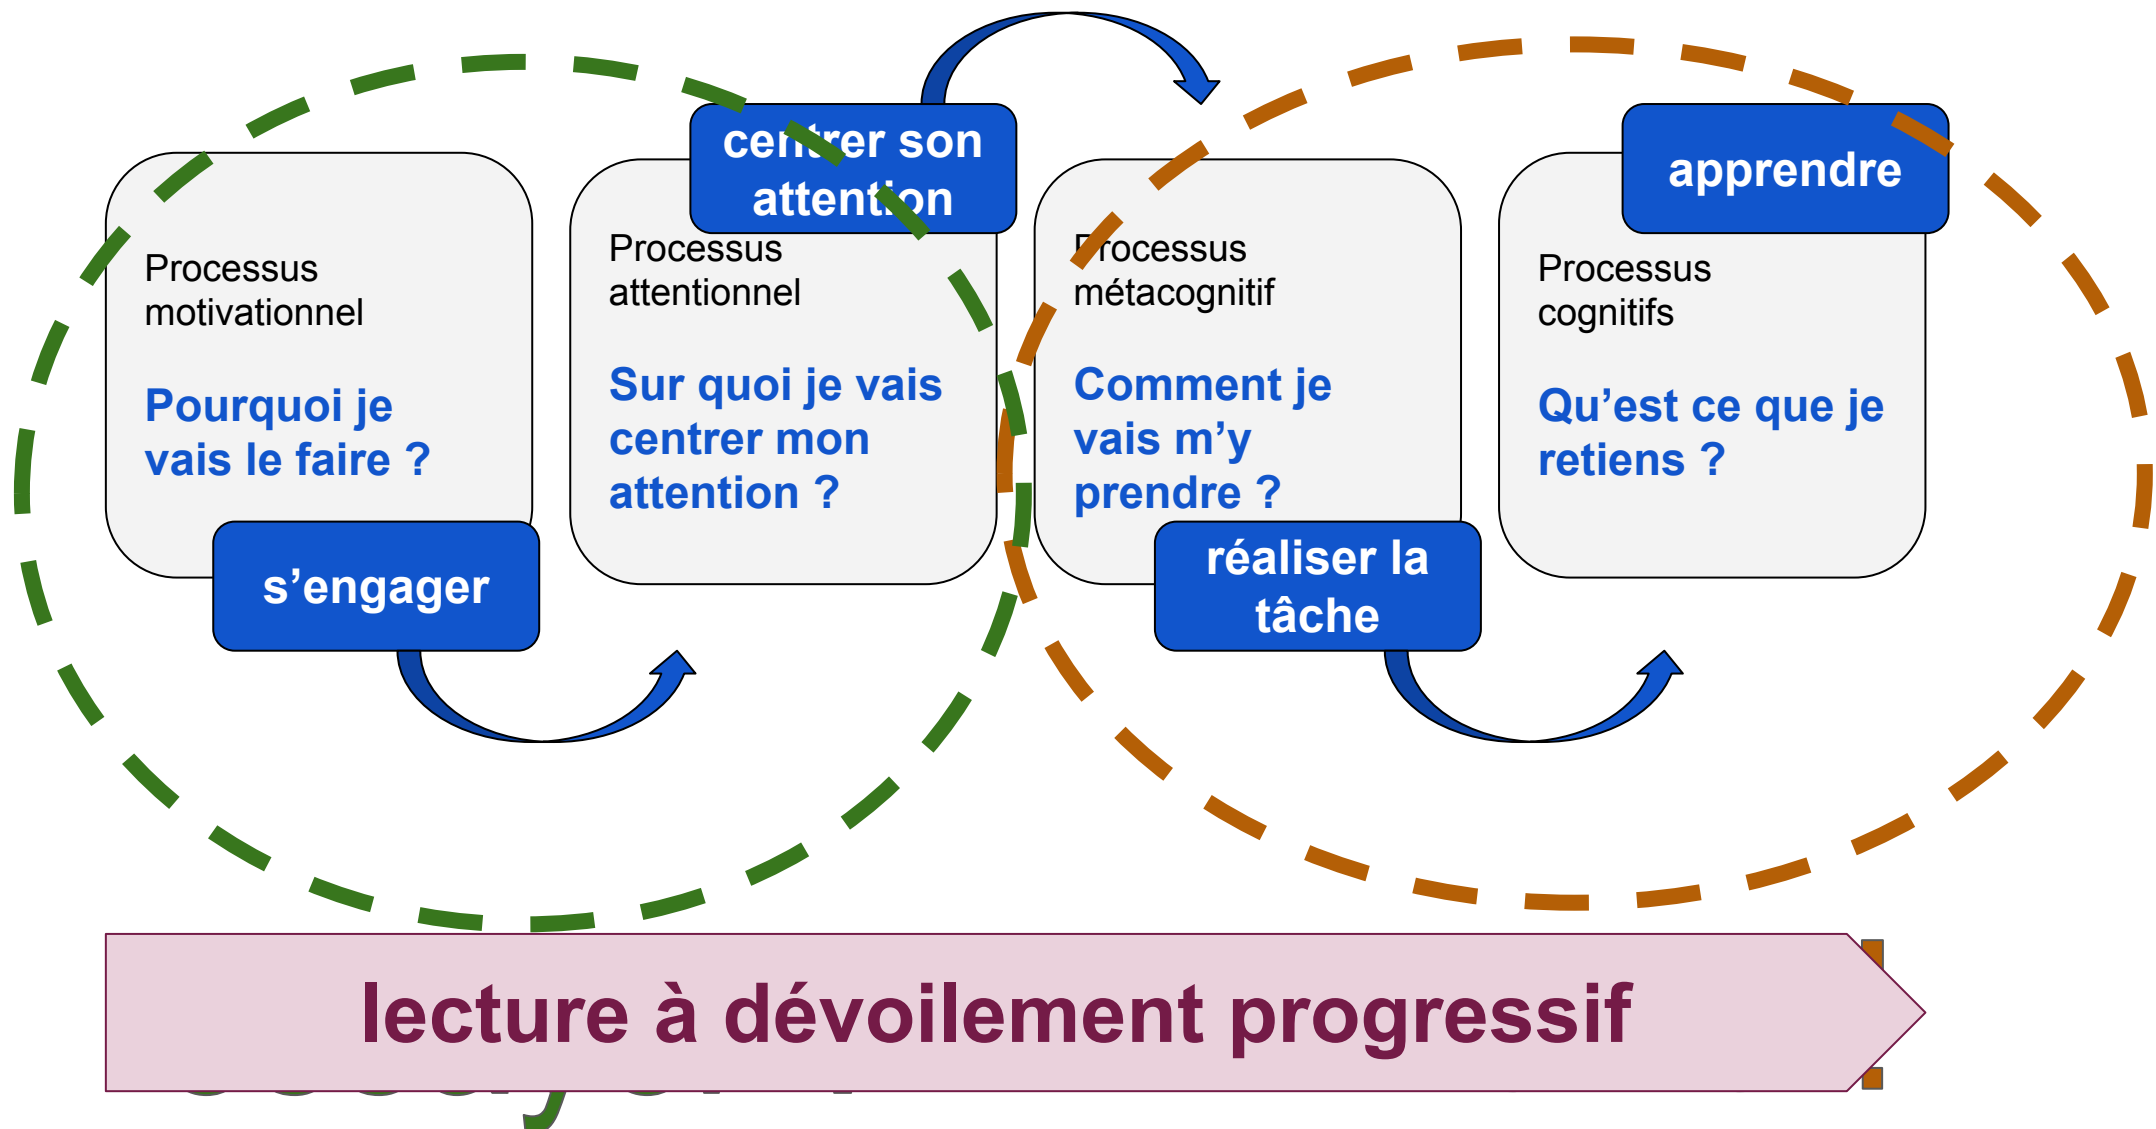 Processus
motivationnel
Pourquoi je
vais le faire ?
s’engager
centrer son
attention
Processus
attentionnel
Sur quoi je vais
centrer mon
attention ?
Processus
métacognitif
Comment je
vais m’y
prendre ?
réaliser la
tâche
apprendre
Processus
cognitifs
Qu’est ce que je
retiens ?
lecture à dévoilement progressif